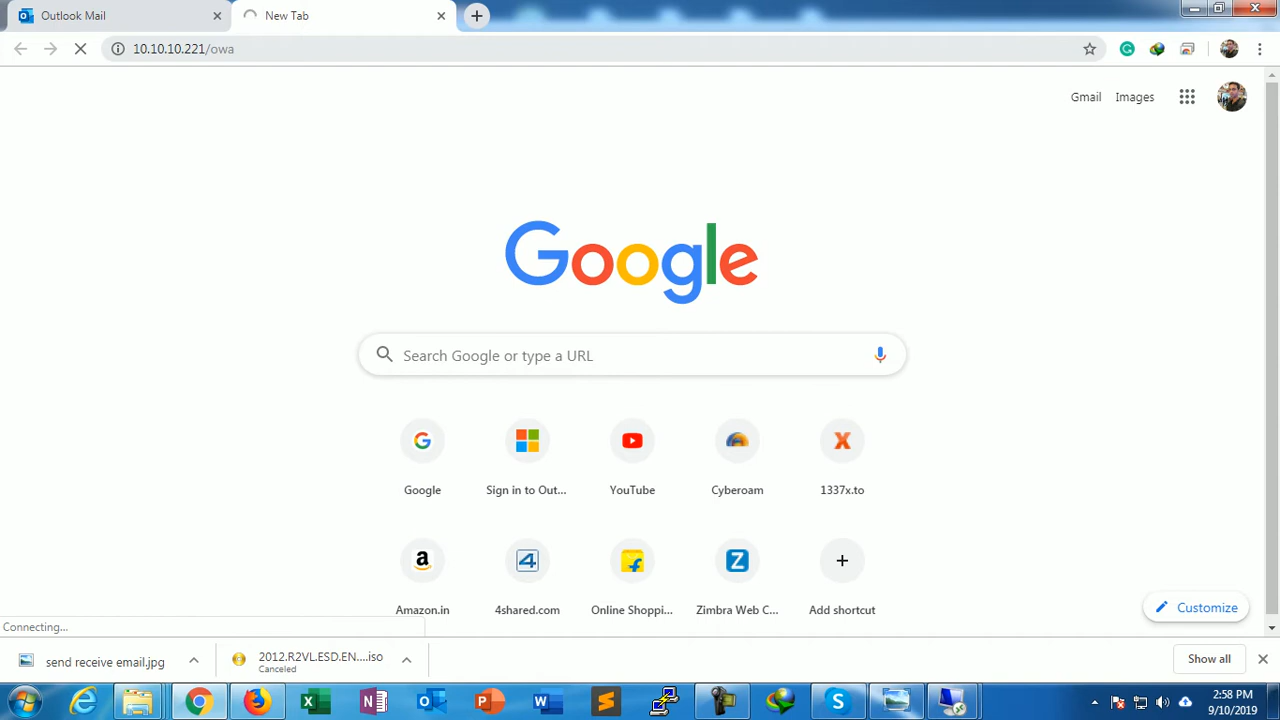 Outlook Mail
New Tab
10.10.10.221/owa
Gmail Images
Google
Search Google or type a URL
Google
Sign in to Out...
YouTube
Cyberoam
1337x.to
Amazon.in
4shared.com
Online Shoppi...
Zimbra Web C...
Add shortcut
Customize
Connecting...
send receive email.jpg
2012.R2VL.ESD.EN....iso
Canceled
Show all
2:58 PM
9/10/2019